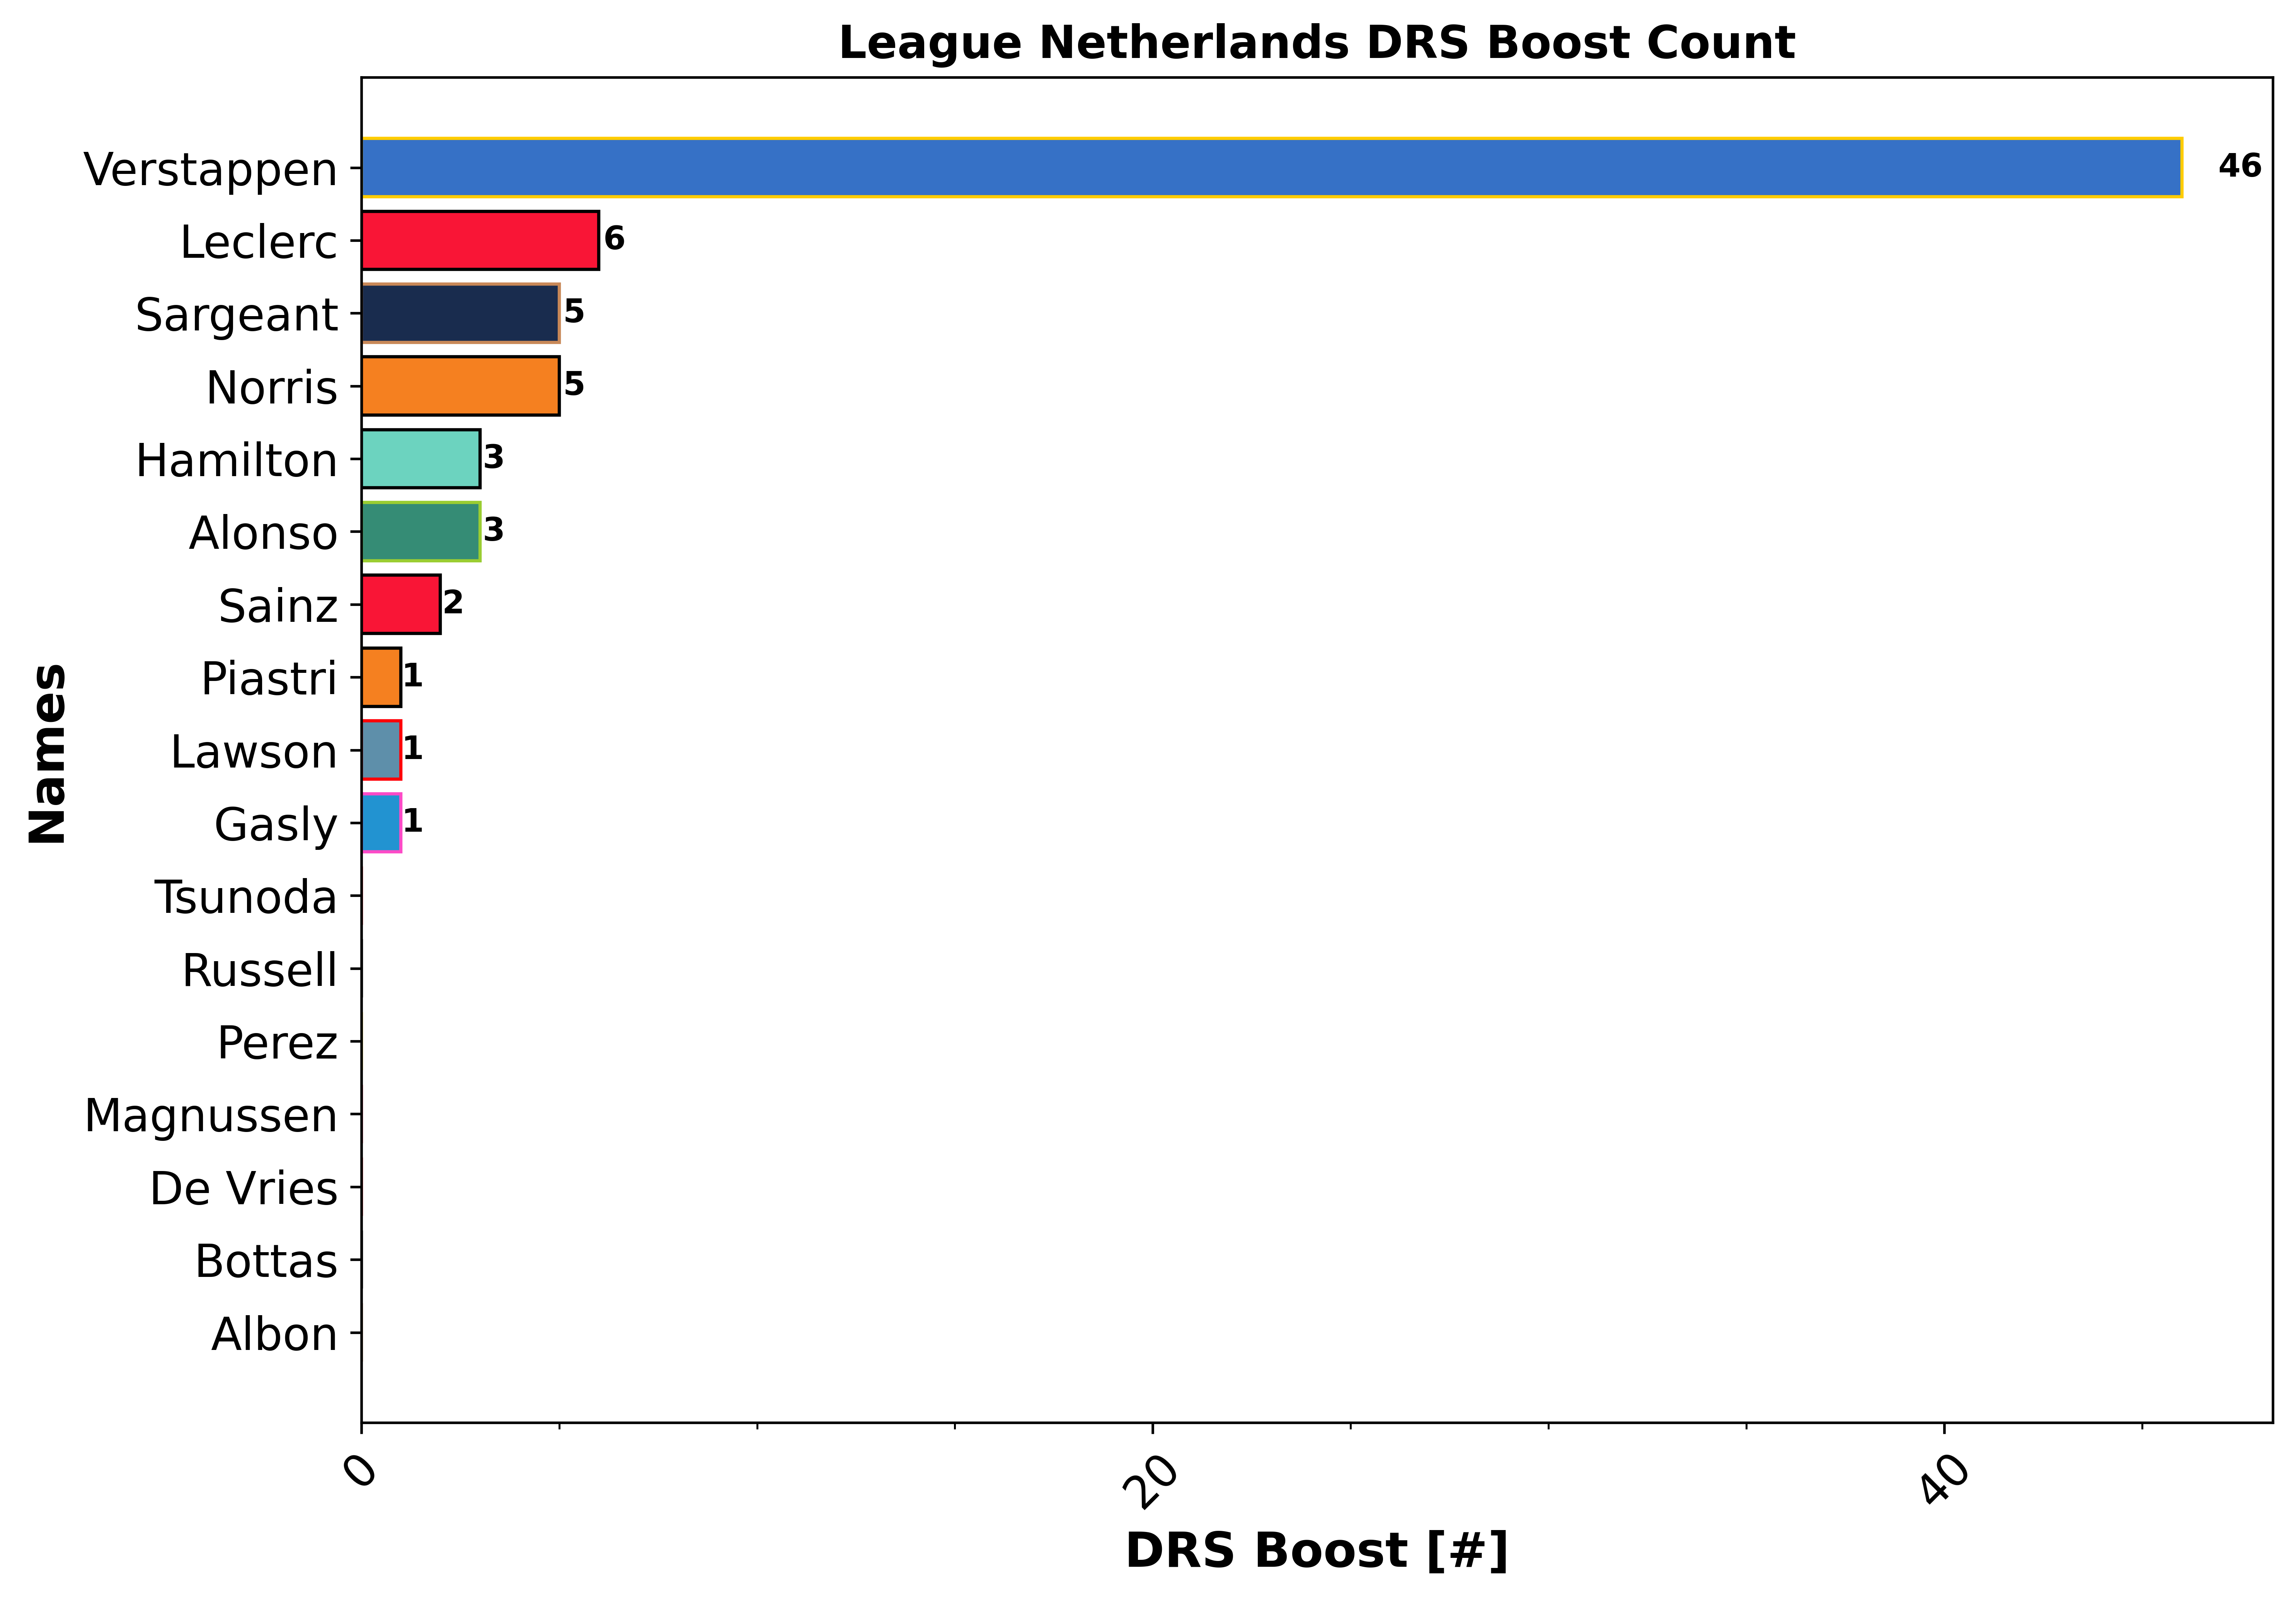 League Netherlands DRS Boost Count
Verstappen 46
Leclerc 6
Sargeant 5
Norris 5
Hamilton 3
Alonso 3
Sainz 2
Piastri 1
Lawson 1
Gasly 1
Tsunoda
Russell
Perez
Magnussen
De Vries
Bottas
Albon
Names
0 20 40
DRS Boost [#]